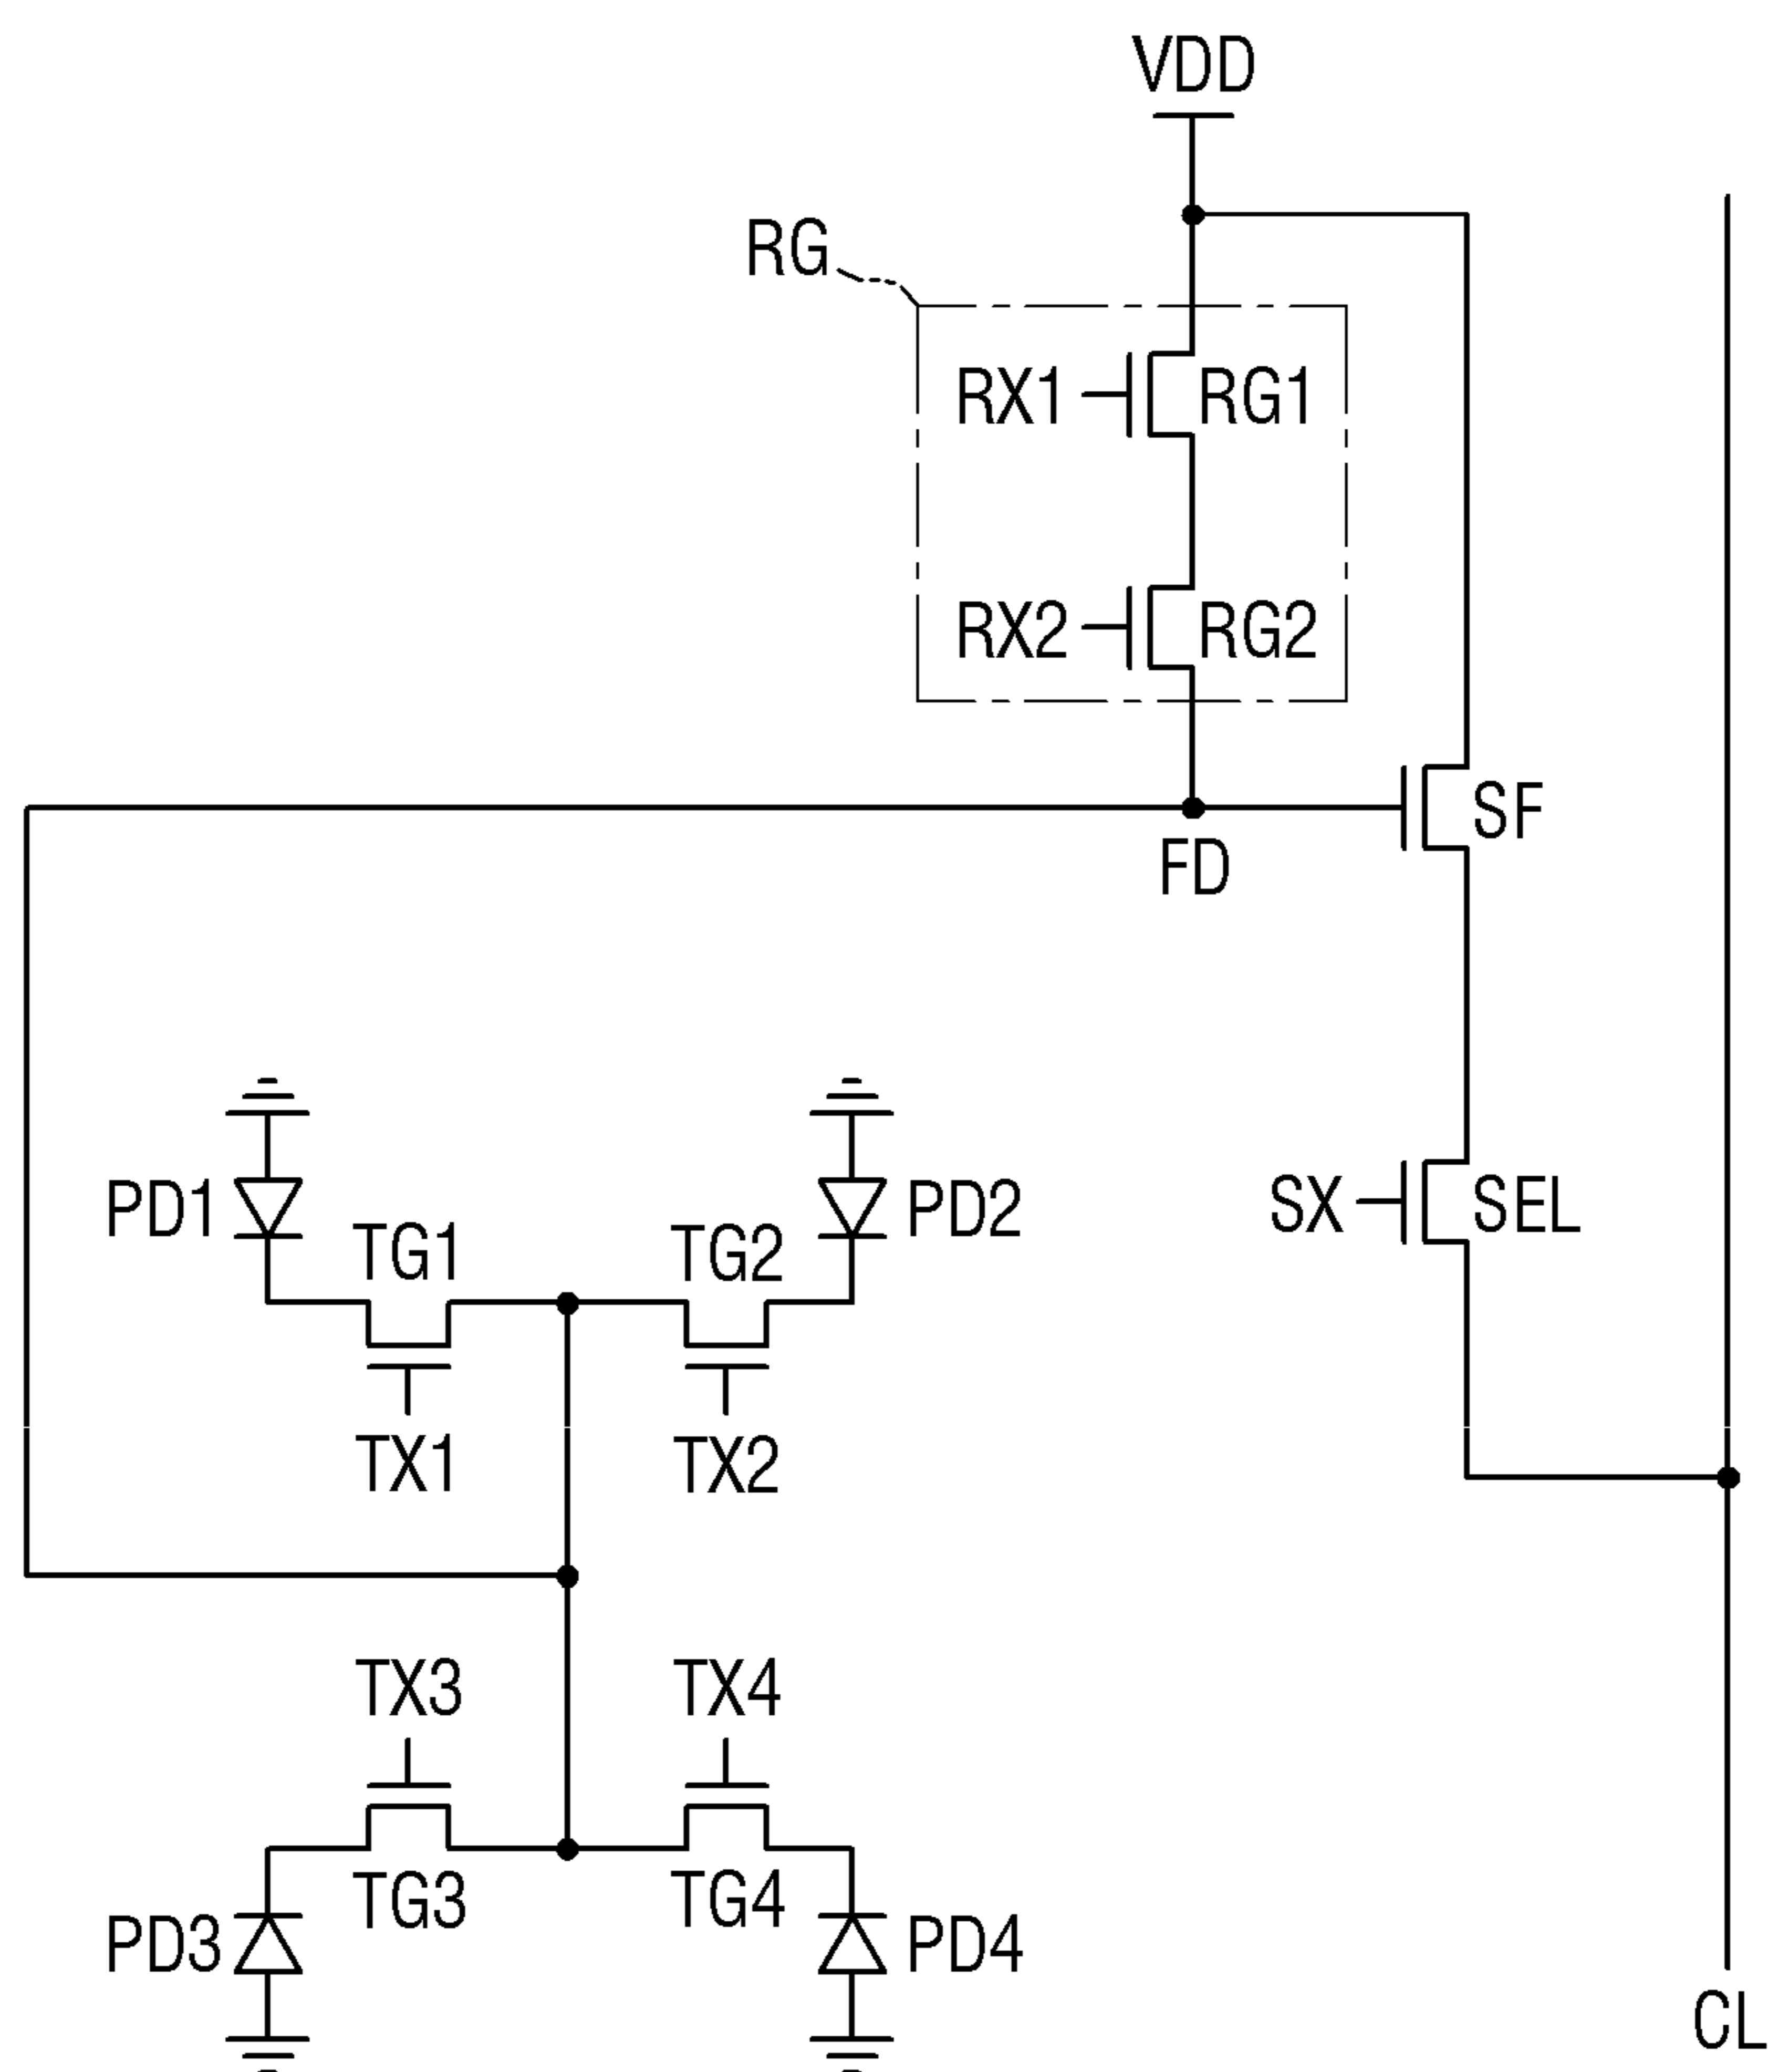 VDD
RG
RX1 RG1
RX2 RG2
SF
FD
PD1 TG1 TG2 PD2
SX SEL
TX1 TX2
TX3 TX4
TG3 TG4
PD3 PD4
CL